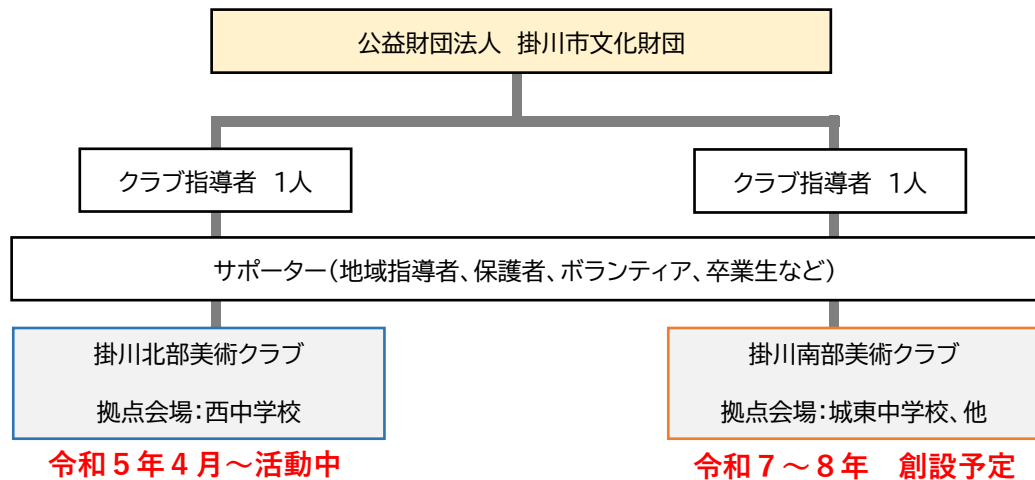 公益財団法人　掛川市文化財団
クラブ指導者　1人
クラブ指導者　1人
サポーター(地域指導者、保護者、ボランティア、卒業生など)
掛川北部美術クラブ
拠点会場:西中学校
掛川南部美術クラブ
拠点会場:城東中学校、他
令和５年４月～活動中
令和７～８年　創設予定